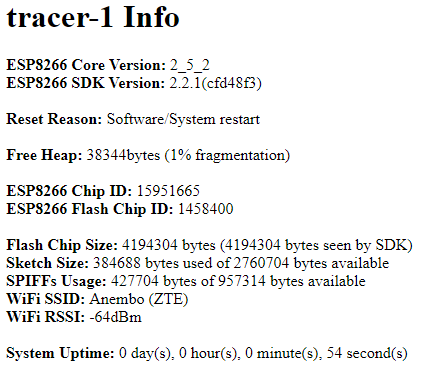 tracer-1 Info
ESP8266 Core Version: 2_5_2
ESP8266 SDK Version: 2.2.1(cfd48f3)
Reset Reason: Software/System restart
Free Heap: 38344bytes (1% fragmentation)
ESP8266 Chip ID: 15951665
ESP8266 Flash Chip ID: 1458400
Flash Chip Size: 4194304 bytes (4194304 bytes seen by SDK)
Sketch Size: 384688 bytes used of 2760704 bytes available
SPIFFs Usage: 427704 bytes of 957314 bytes available
WiFi SSID: Anembo (ZTE)
WiFi RSSI: -64dBm
System Uptime: 0 day(s), 0 hour(s), 0 minute(s), 54 second(s)